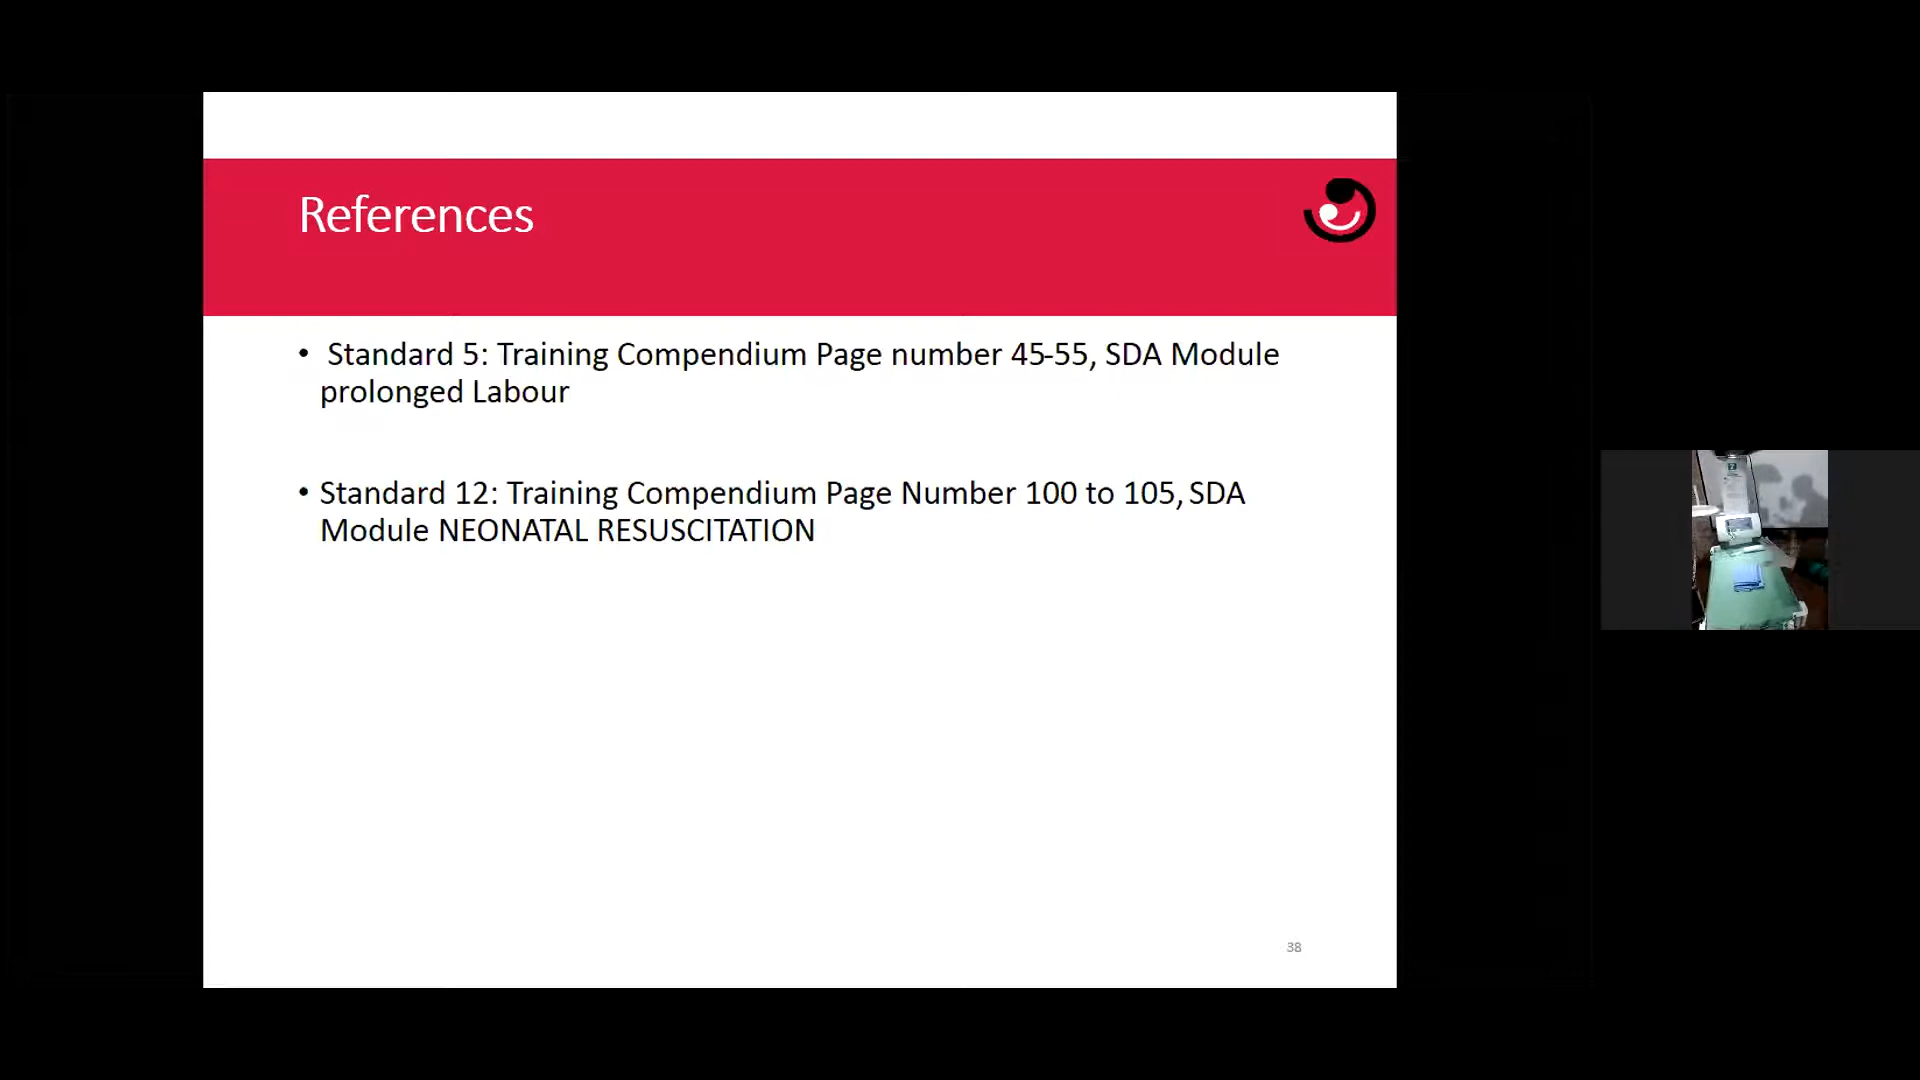 References
• Standard 5: Training Compendium Page number 45-55, SDA Module
prolonged Labour
• Standard 12: Training Compendium Page Number 100 to 105, SDA
Module NEONATAL RESUSCITATION
38